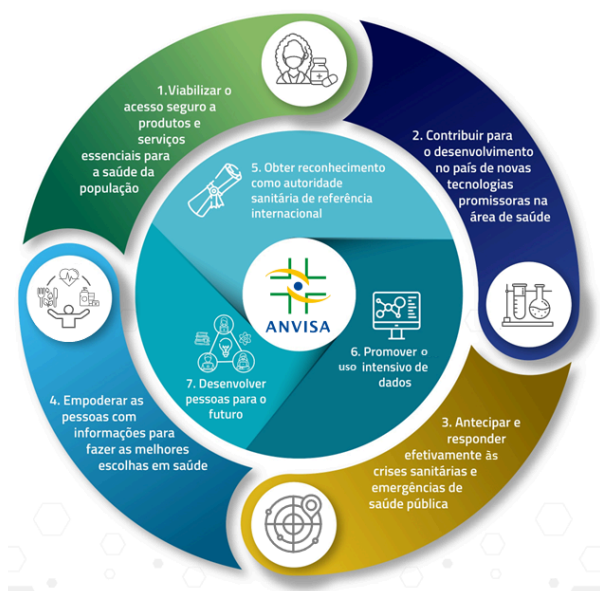 1.Viabilizar o
acesso seguro a
produtos e
serviços
essenciais para
a saúde da
população
2. Contribuir para
o desenvolvimento
no país de novas
tecnologias
promissoras na
área de saúde
3. Antecipar e
responder
efetivamente às
crises sanitárias e
emergências de
saúde pública
4. Empoderar as
pessoas com
informações para
fazer as melhores
escolhas em saúde
5. Obter reconhecimento
como autoridade
sanitária de referência
internacional
6. Promover o
uso intensivo de
dados
7. Desenvolver
pessoas para o
futuro
ANVISA